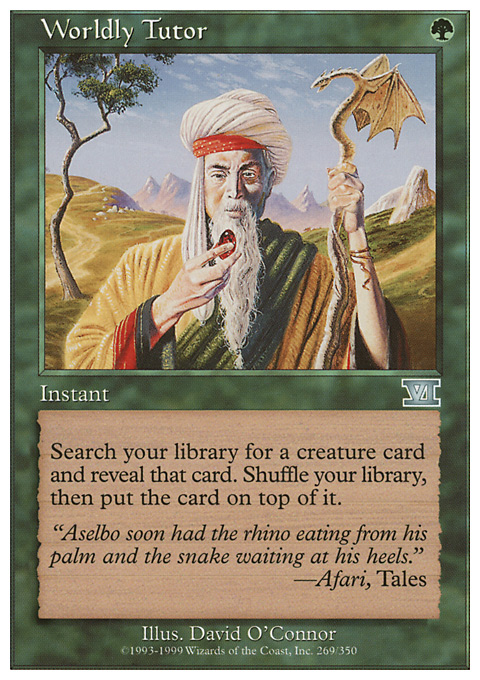 Worldly Tutor
Instant
VI
Search your library for a creature card
and reveal that card. Shuffle your library,
then put the card on top of it.
“Aselbo soon had the rhino eating from his
palm and the snake waiting at his heels.”
—Afari, Tales
Illus. David O’Connor
©1993-1999 Wizards of the Coast, Inc. 269/350